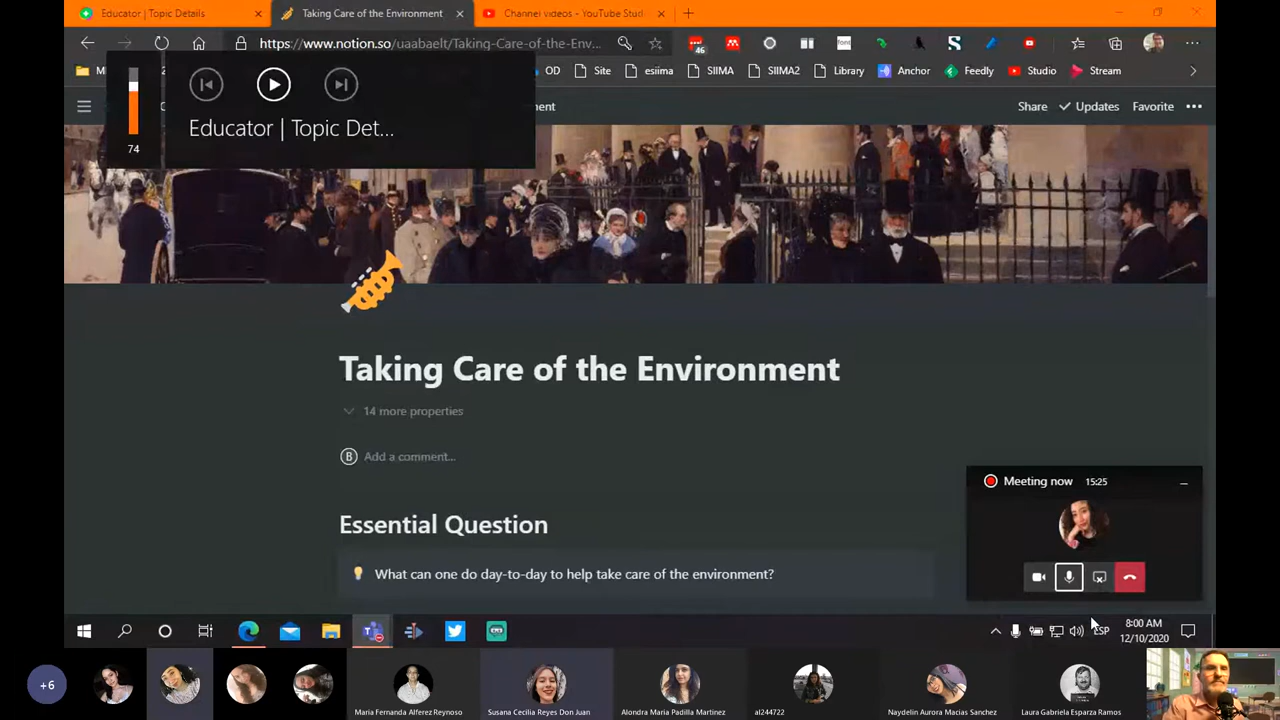 Educator | Topic Details
Taking Care of the Environment
Channel videos - YouTube Studi
https://www.notion.so/uaabaelt/Taking-Care-of-the-Env...
46
font
OD
Site
esiima
SIIMA
SIIMA2
Library
Anchor
Feedly
Studio
Stream
Share
Updates
Favorite
74
Educator | Topic Det...
Taking Care of the Environment
14 more properties
B
Add a comment...
Essential Question
What can one do day-to-day to help take care of the environment?
Meeting now
15:25
ESP
8:00 AM
12/10/2020
+6
Maria Fernanda Alferez Reynoso
Susana Cecilia Reyes Don Juan
Alondra Maria Padilla Martinez
al244722
Naydelin Aurora Macias Sanchez
Laura Gabriela Esparza Ramos